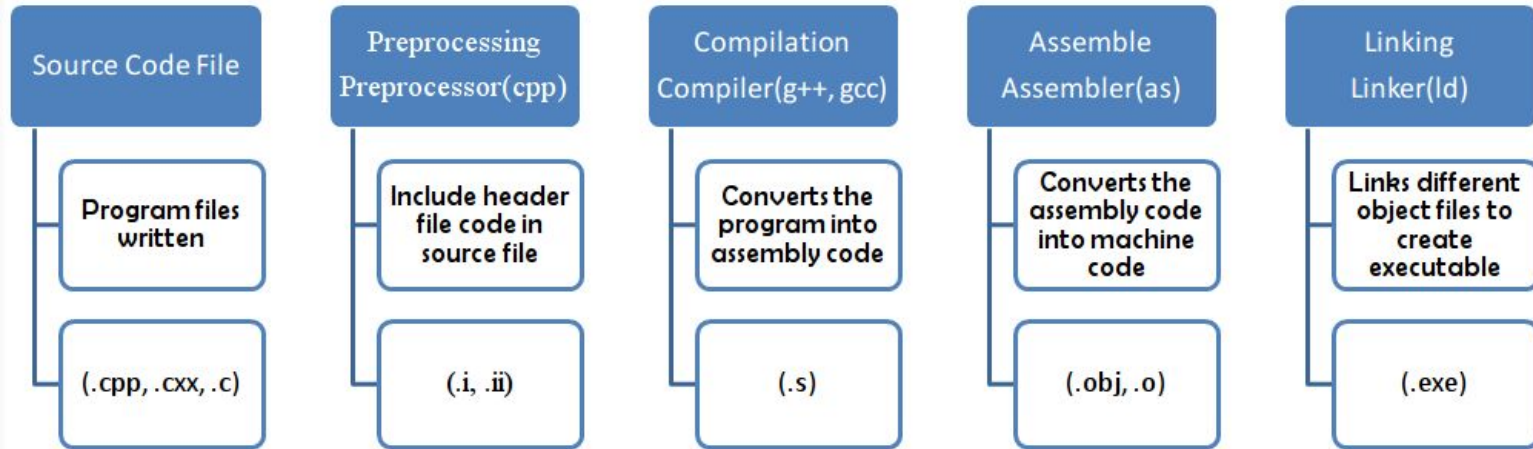 Source Code File
Program files
written
(.cpp, .cxx, .c)
Preprocessing
Preprocessor(cpp)
Include header
file code in
source file
(.i, .ii)
Compilation
Compiler(g++, gcc)
Converts the
program into
assembly code
(.s)
Assemble
Assembler(as)
Converts the
assembly code
into machine
code
(.obj, .o)
Linking
Linker(ld)
Links different
object files to
create
executable
(.exe)